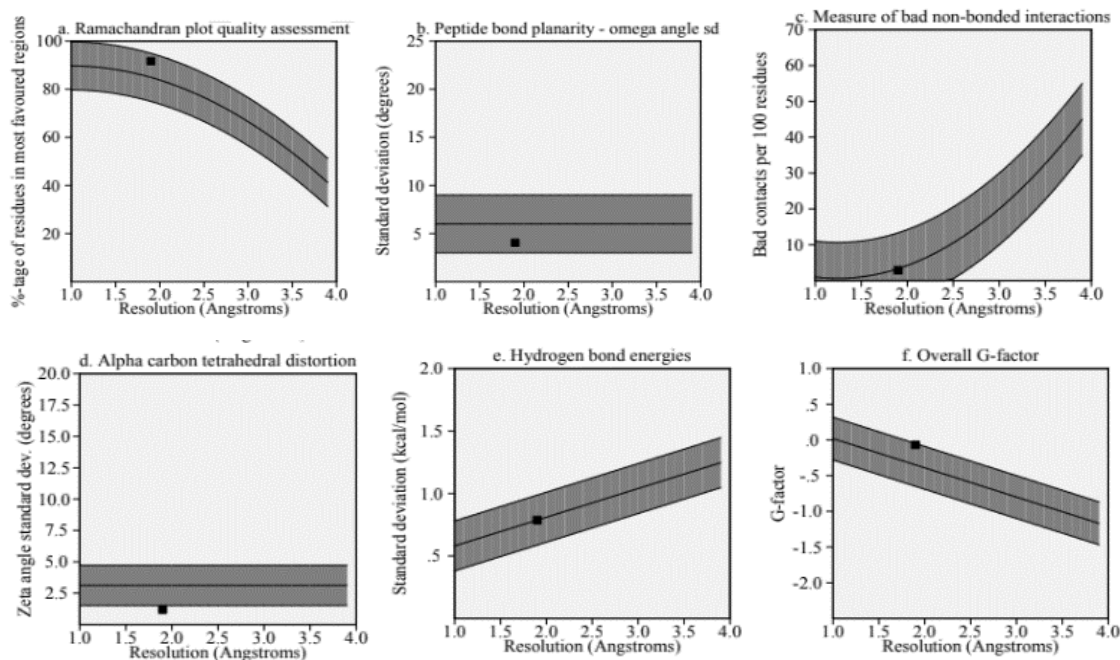 a. Ramachandran plot quality assessment
%-tage of residues in most favoured regions
100
80
60
40
20
1.0 1.5 2.0 2.5 3.0 3.5 4.0
Resolution (Angstroms)
b. Peptide bond planarity - omega angle sd
Standard deviation (degrees)
25
20
15
10
5
1.0 1.5 2.0 2.5 3.0 3.5 4.0
Resolution (Angstroms)
c. Measure of bad non-bonded interactions
Bad contacts per 100 residues
70
60
50
40
30
20
10
1.0 1.5 2.0 2.5 3.0 3.5 4.0
Resolution (Angstroms)
d. Alpha carbon tetrahedral distortion
Zeta angle standard dev. (degrees)
20.0
17.5
15.0
12.5
10.0
7.5
5.0
2.5
1.0 1.5 2.0 2.5 3.0 3.5 4.0
Resolution (Angstroms)
e. Hydrogen bond energies
Standard deviation (kcal/mol)
2.0
1.5
1.0
.5
1.0 1.5 2.0 2.5 3.0 3.5 4.0
Resolution (Angstroms)
f. Overall G-factor
G-factor
1.0
.5
.0
-.5
-1.0
-1.5
-2.0
1.0 1.5 2.0 2.5 3.0 3.5 4.0
Resolution (Angstroms)